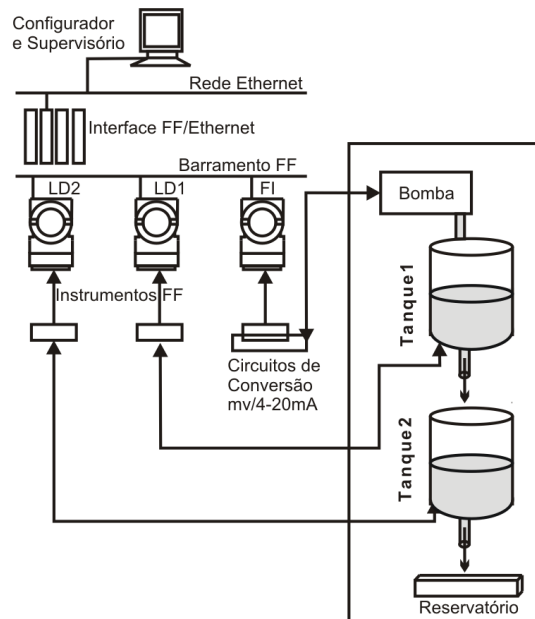 Configurador
e Supervisório
Rede Ethernet
Interface FF/Ethernet
Barramento FF
LD2
LD1
FI
Bomba
Instrumentos FF
Tanque1
Circuitos de
Conversão
mv/4-20mA
Tanque2
Reservatório